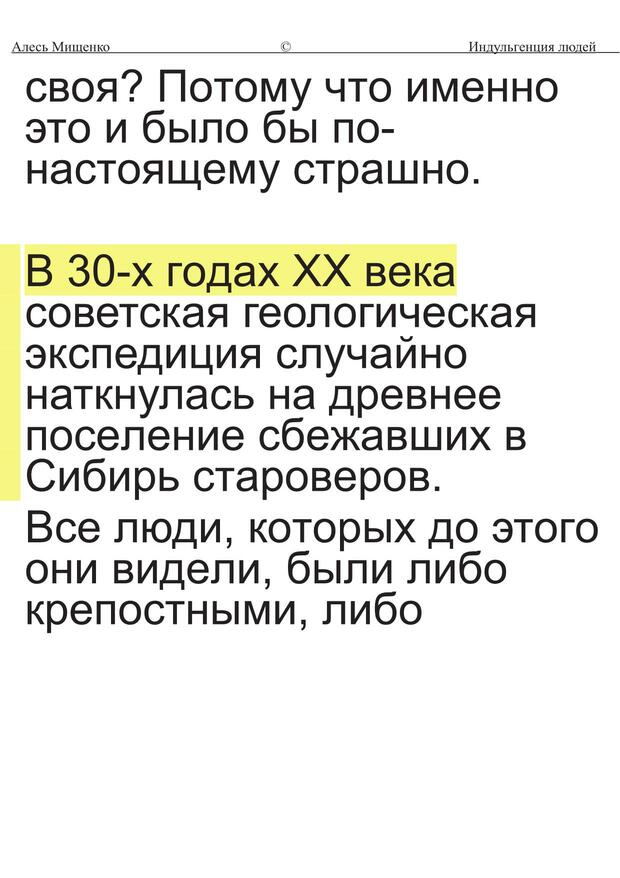 Алесь Мищенко © Индульгенция людей
своя? Потому что именно
это и было бы по-
настоящему страшно.
В 30-х годах XX века
советская геологическая
экспедиция случайно
наткнулась на древнее
поселение сбежавших в
Сибирь староверов.
Все люди, которых до этого
они видели, были либо
крепостными, либо